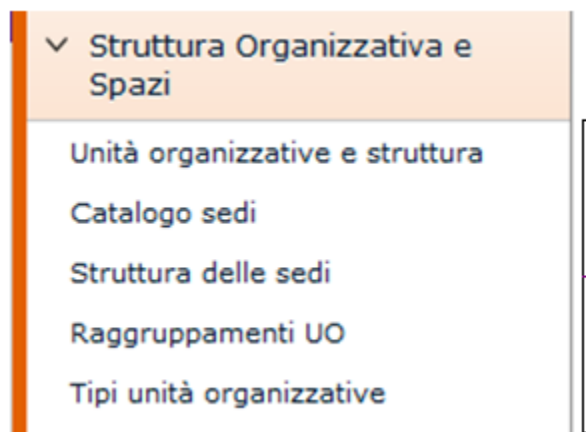 Struttura Organizzativa e
Spazi
Unità organizzative e struttura
Catalogo sedi
Struttura delle sedi
Raggruppamenti UO
Tipi unità organizzative